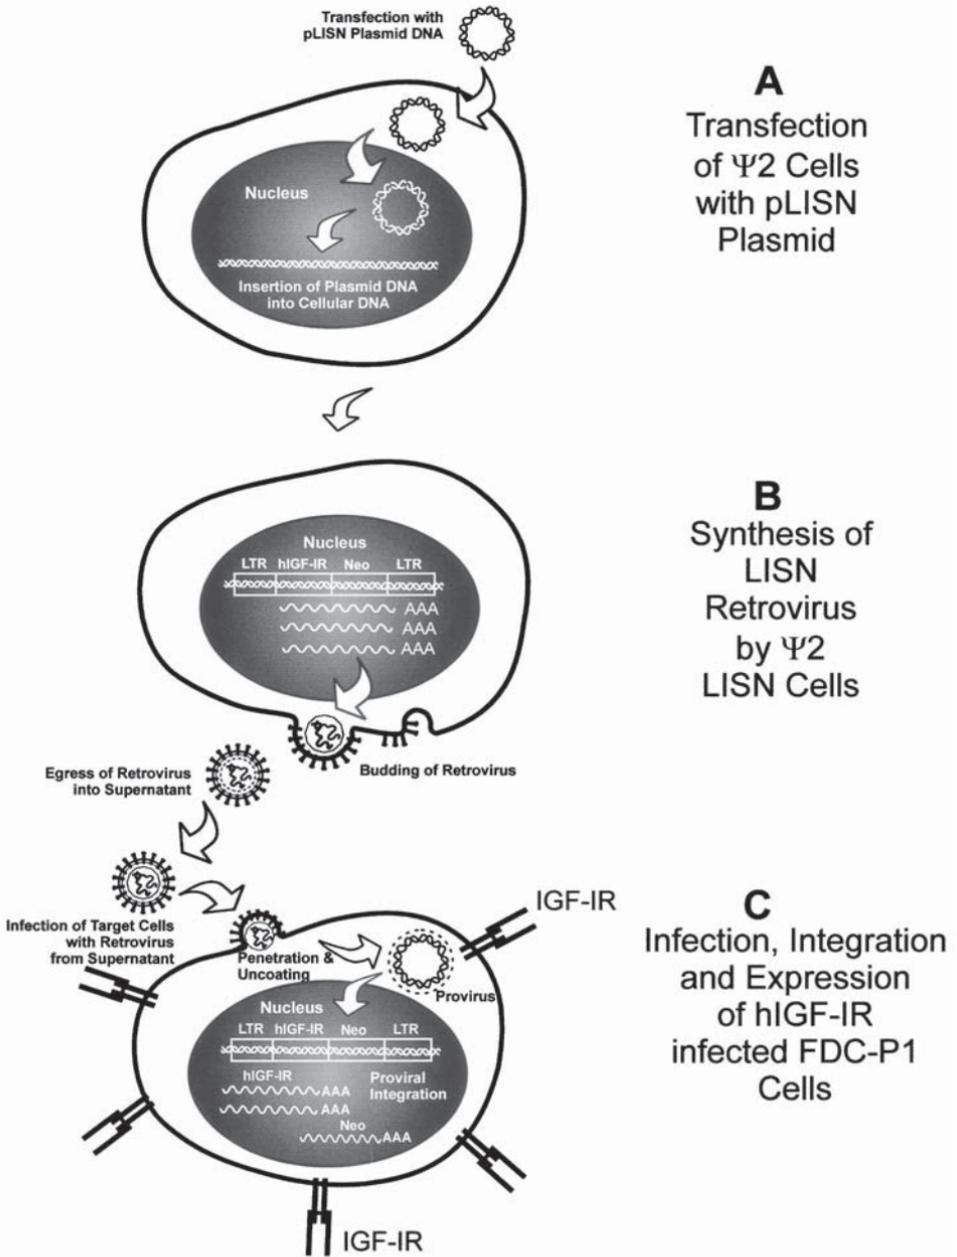 Transfection with
pLISN Plasmid DNA
A
Transfection
of Ψ2 Cells
with pLISN
Plasmid
Nucleus
Insertion of Plasmid DNA
into Cellular DNA
B
Synthesis of
LISN
Retrovirus
by Ψ2
LISN Cells
Nucleus
LTR hIGF-IR Neo LTR
AAA
AAA
AAA
Budding of Retrovirus
Egress of Retrovirus
into Supernatant
Infection of Target Cells
with Retrovirus
from Supernatant
C
Infection, Integration
and Expression
of hIGF-IR
infected FDC-P1
Cells
IGF-IR
Penetration &
Uncoating
Provirus
Nucleus
LTR hIGF-IR Neo LTR
hIGF-IR
AAA
AAA
Proviral
Integration
Neo
AAA
IGF-IR